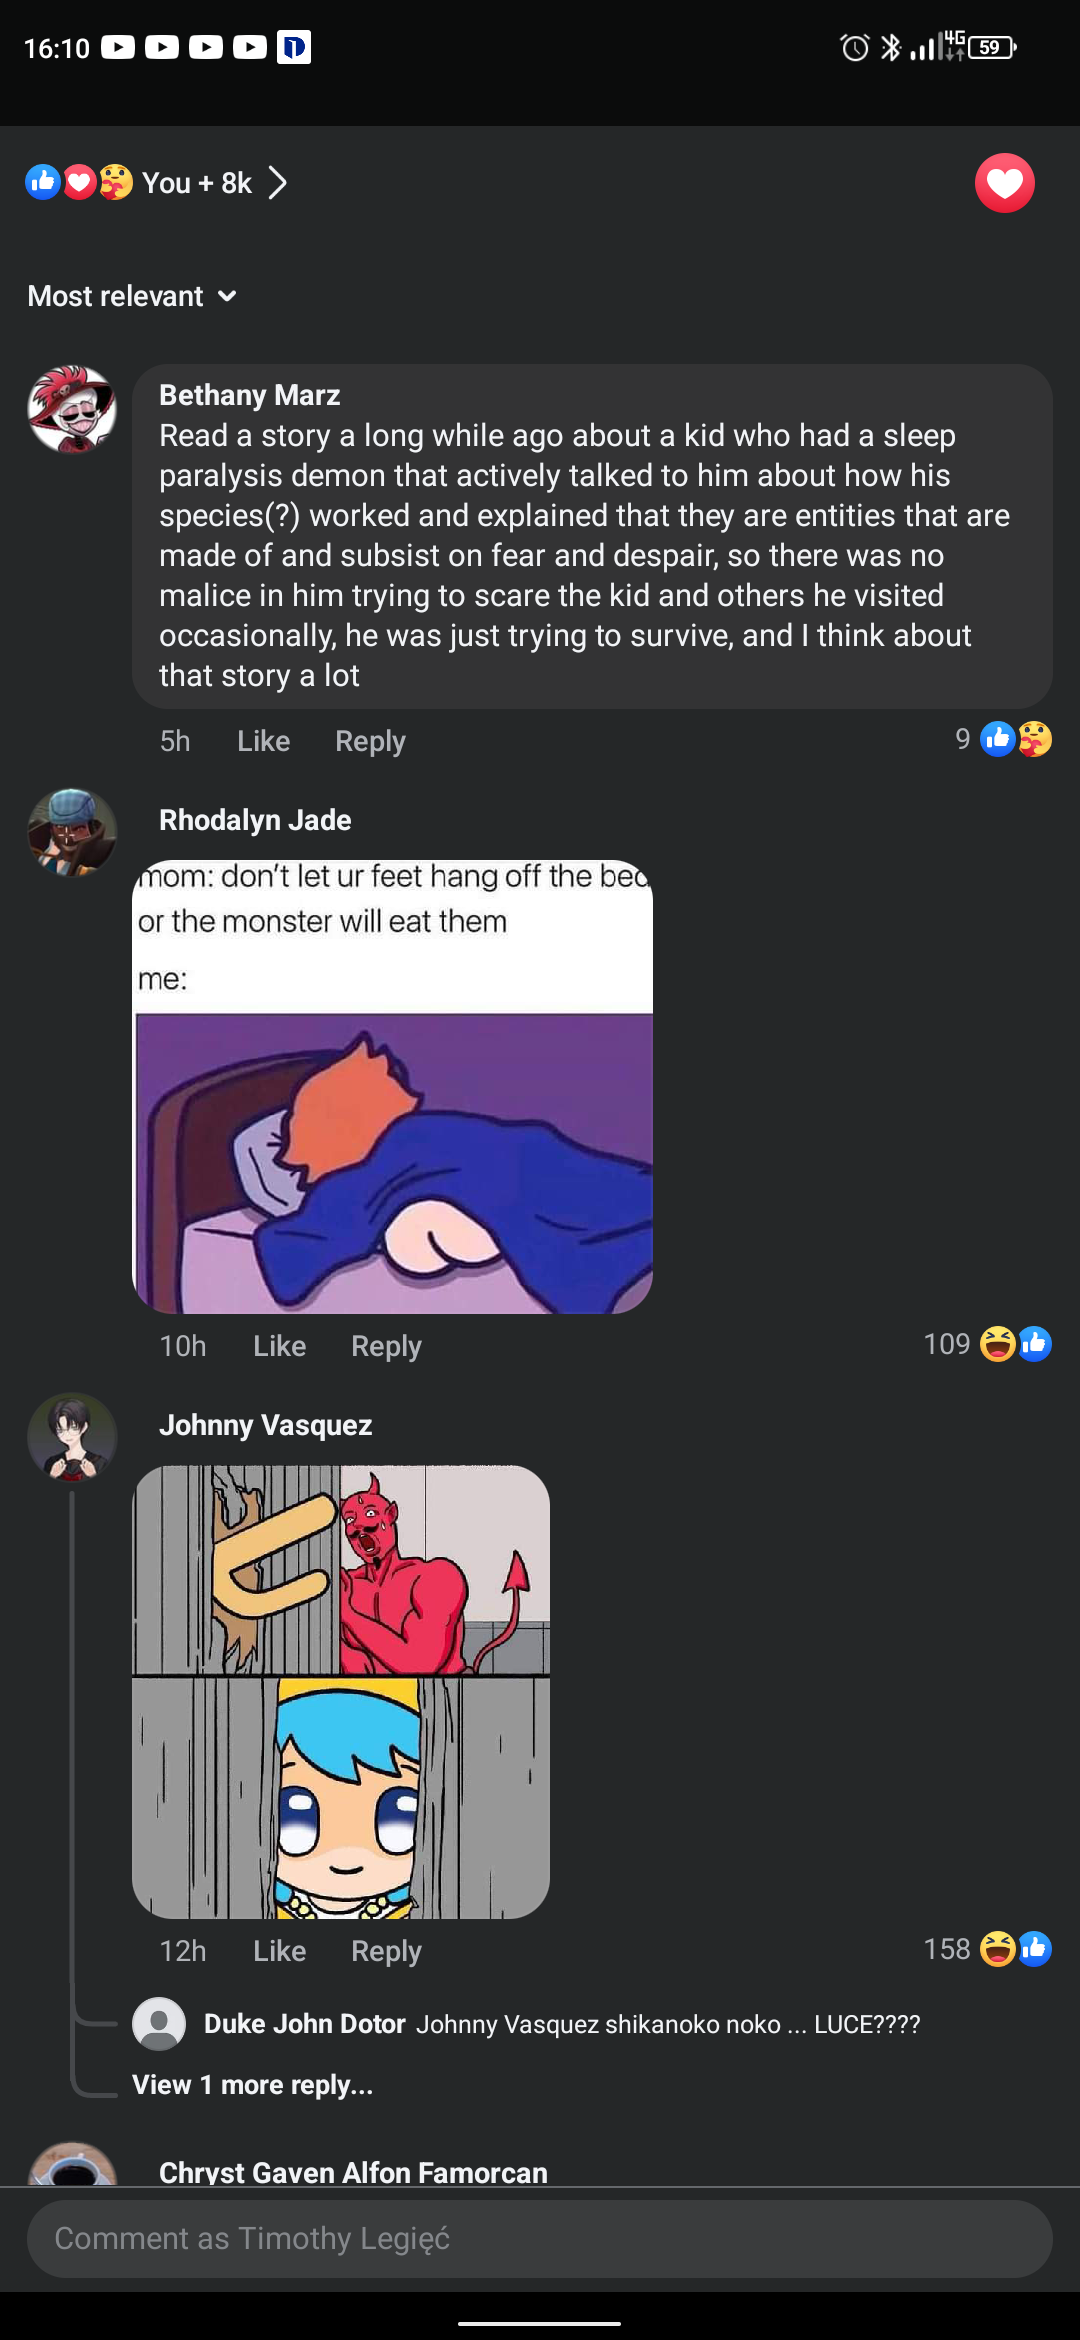 16:10
4G
59
You + 8k
Most relevant
Bethany Marz
Read a story a long while ago about a kid who had a sleep
paralysis demon that actively talked to him about how his
species(?) worked and explained that they are entities that are
made of and subsist on fear and despair, so there was no
malice in him trying to scare the kid and others he visited
occasionally, he was just trying to survive, and I think about
that story a lot
5h Like Reply 9
Rhodalyn Jade
mom: don't let ur feet hang off the bed
or the monster will eat them
me:
10h Like Reply 109
Johnny Vasquez
12h Like Reply 158
Duke John Dotor Johnny Vasquez shikanoko noko ... LUCE????
View 1 more reply...
Chryst Gaven Alfon Famorcan
Comment as Timothy Legięć